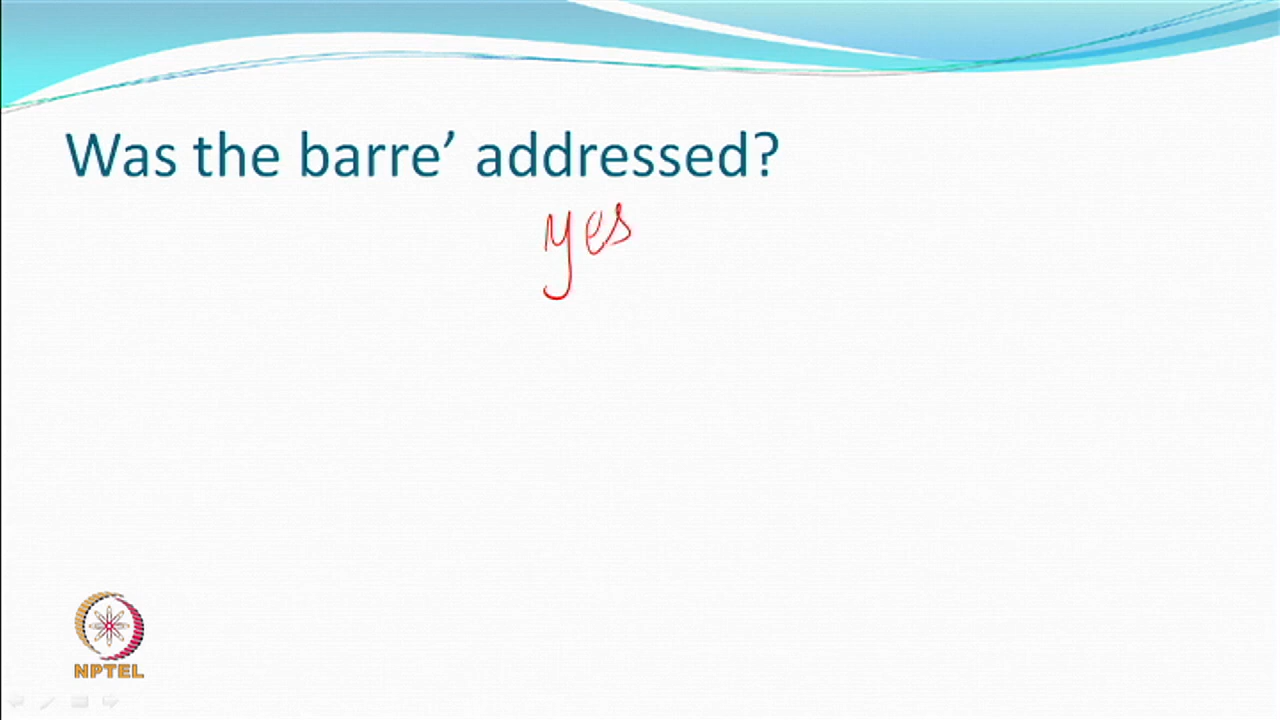 Was the barre’ addressed?
yes
NPTEL